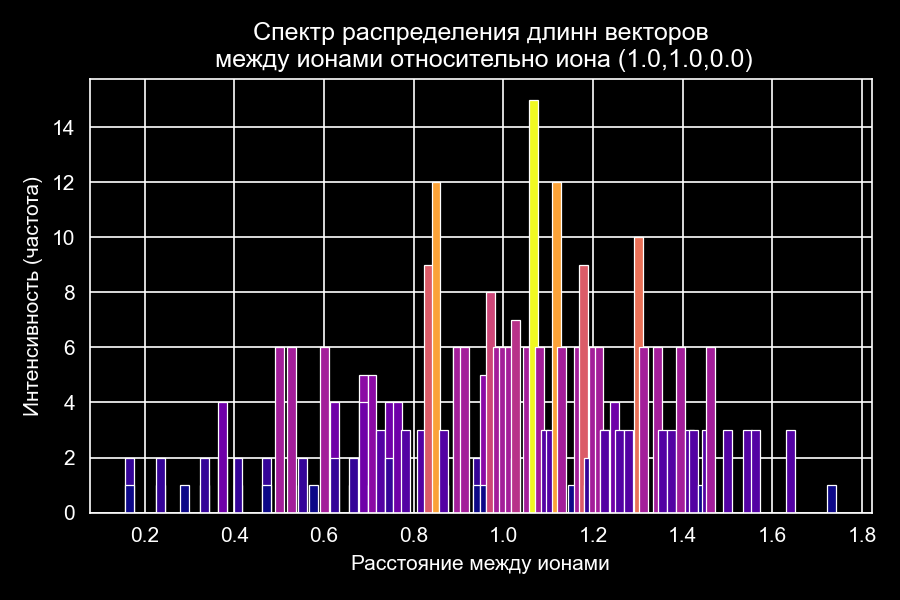 Спектр распределения длинн векторов
между ионами относительно иона (1.0,1.0,0.0)
Интенсивность (частота)
14
12
10
8
6
4
2
0
0.2 0.4 0.6 0.8 1.0 1.2 1.4 1.6 1.8
Расстояние между ионами